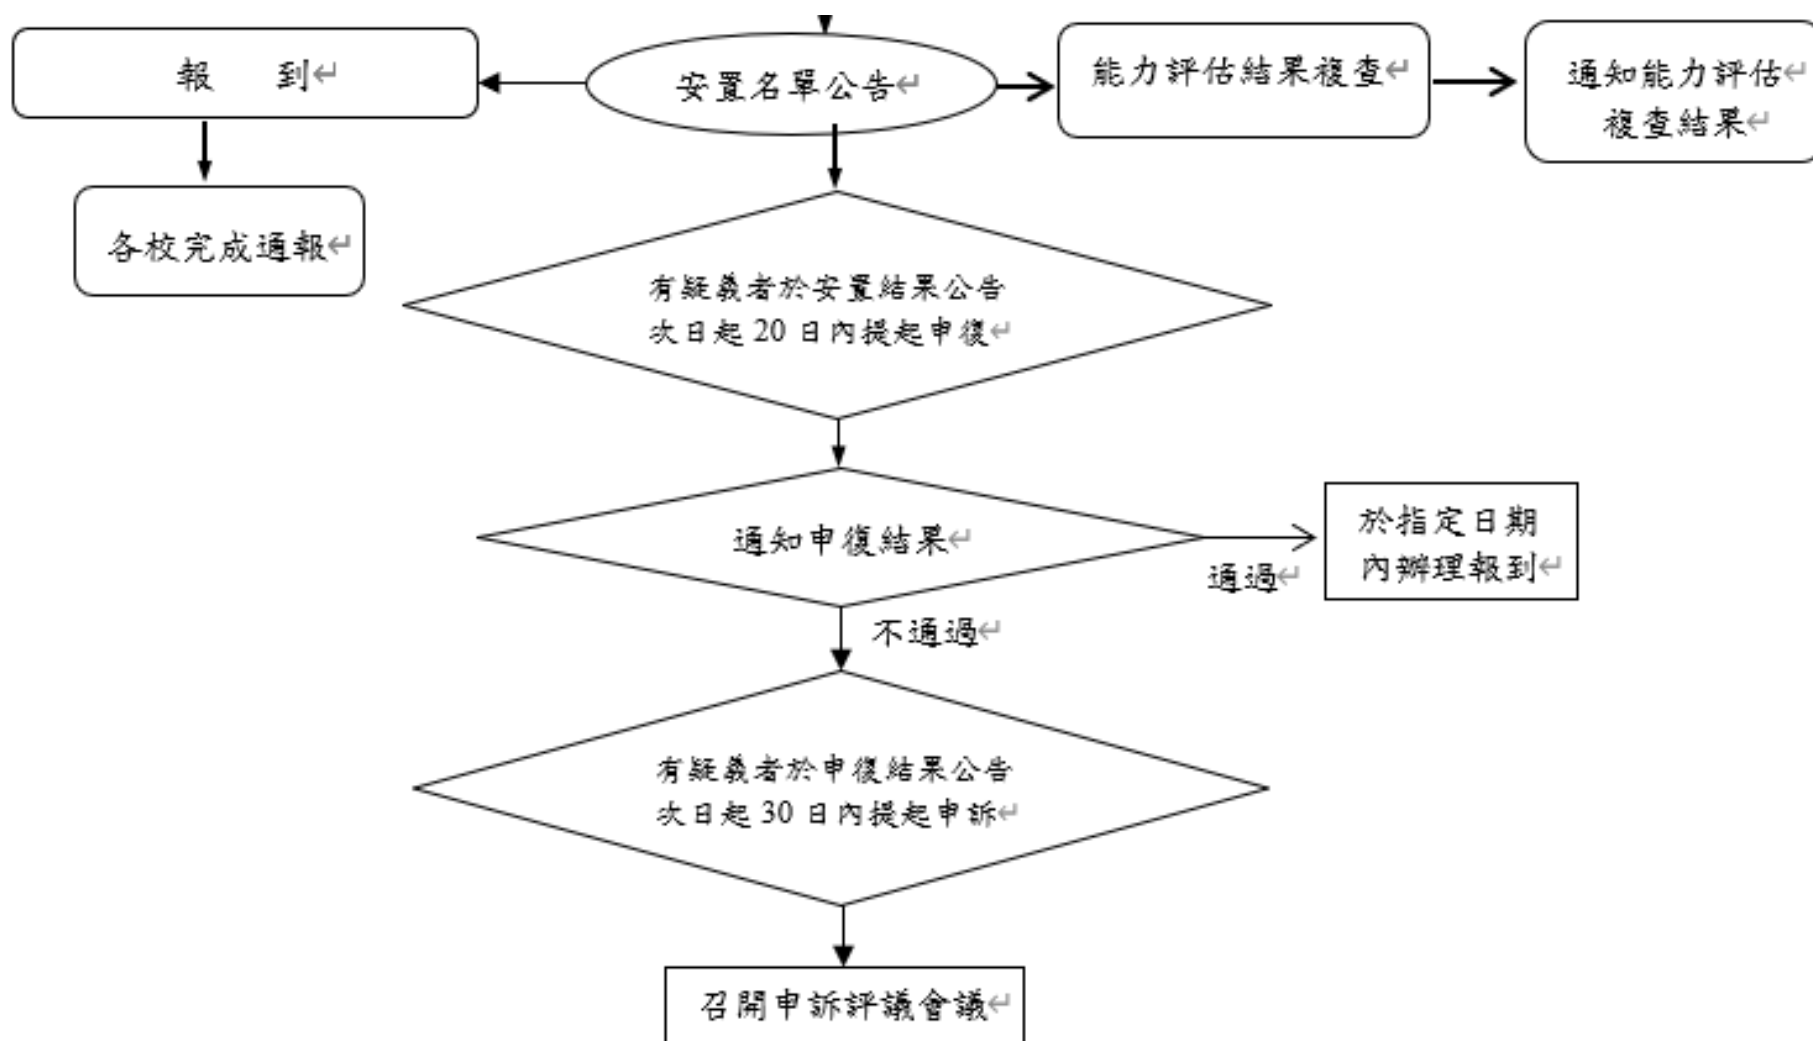 報 到↵
安置名單公告↵
能力評估結果複查↵
通知能力評估↵
複查結果↵
各校完成通報↵
有疑義者於安置結果公告
次日起 20 日內提起申復↵
通知申復結果↵
通過↵
於指定日期
內辦理報到↵
不通過↵
有疑義者於申復結果公告
次日起 30 日內提起申訴↵
召開申訴評議會議↵